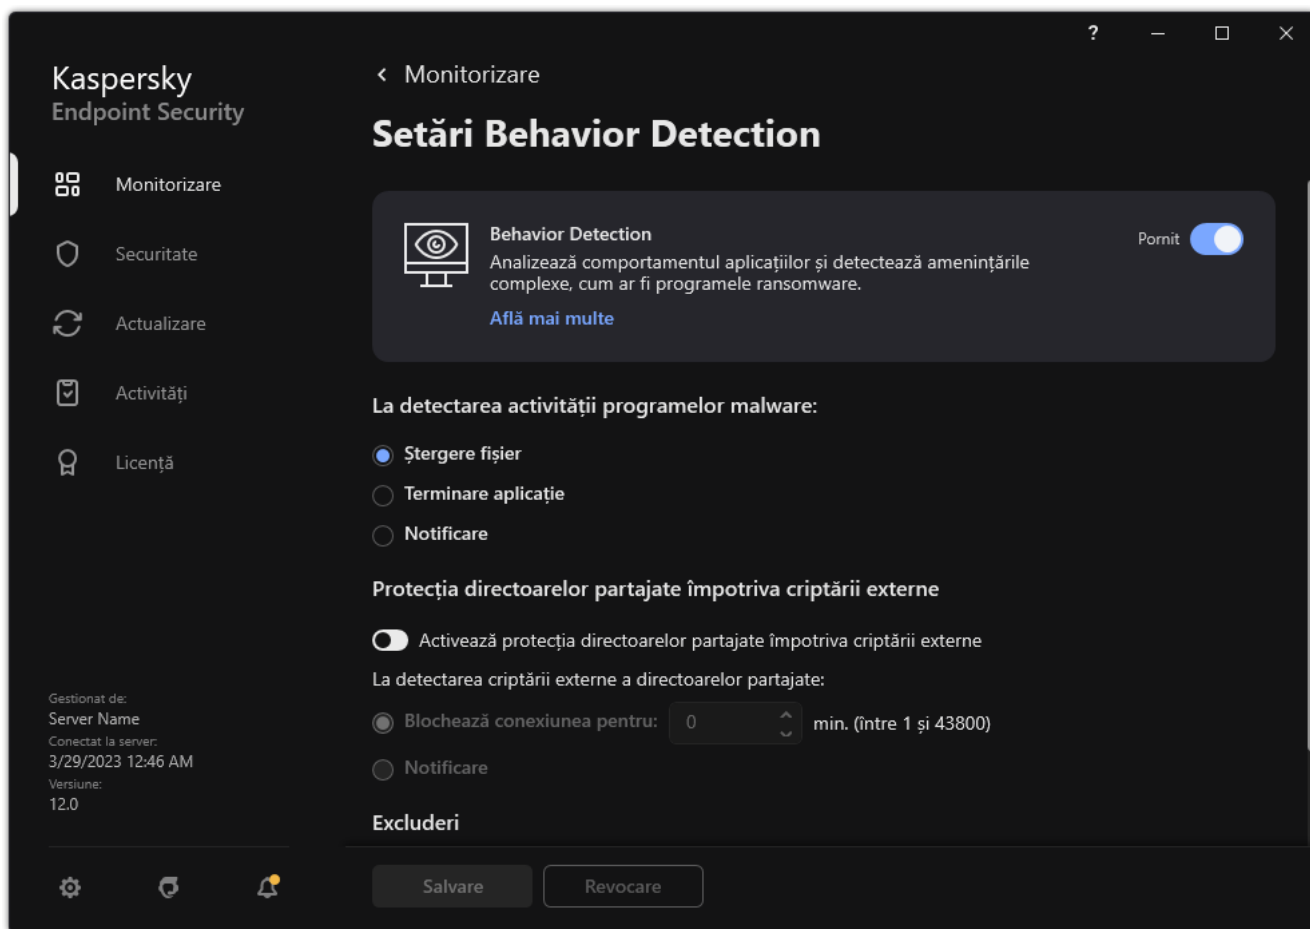 ?
Kaspersky
Endpoint Security
Monitorizare
Securitate
Actualizare
Activități
Licență
Gestionat de:
Server Name
Conectat la server:
3/29/2023 12:46 AM
Versiune:
12.0
Monitorizare
Setări Behavior Detection
Behavior Detection
Pornit
Analizează comportamentul aplicațiilor și detectează amenințările
complexe, cum ar fi programele ransomware.
Află mai multe
La detectarea activității programelor malware:
Ștergere fișier
Terminare aplicație
Notificare
Protecția directoarelor partajate împotriva criptării externe
Activează protecția directoarelor partajate împotriva criptării externe
La detectarea criptării externe a directoarelor partajate:
Blochează conexiunea pentru: 0 min. (între 1 și 43800)
Notificare
Excluderi
Salvare Revocare